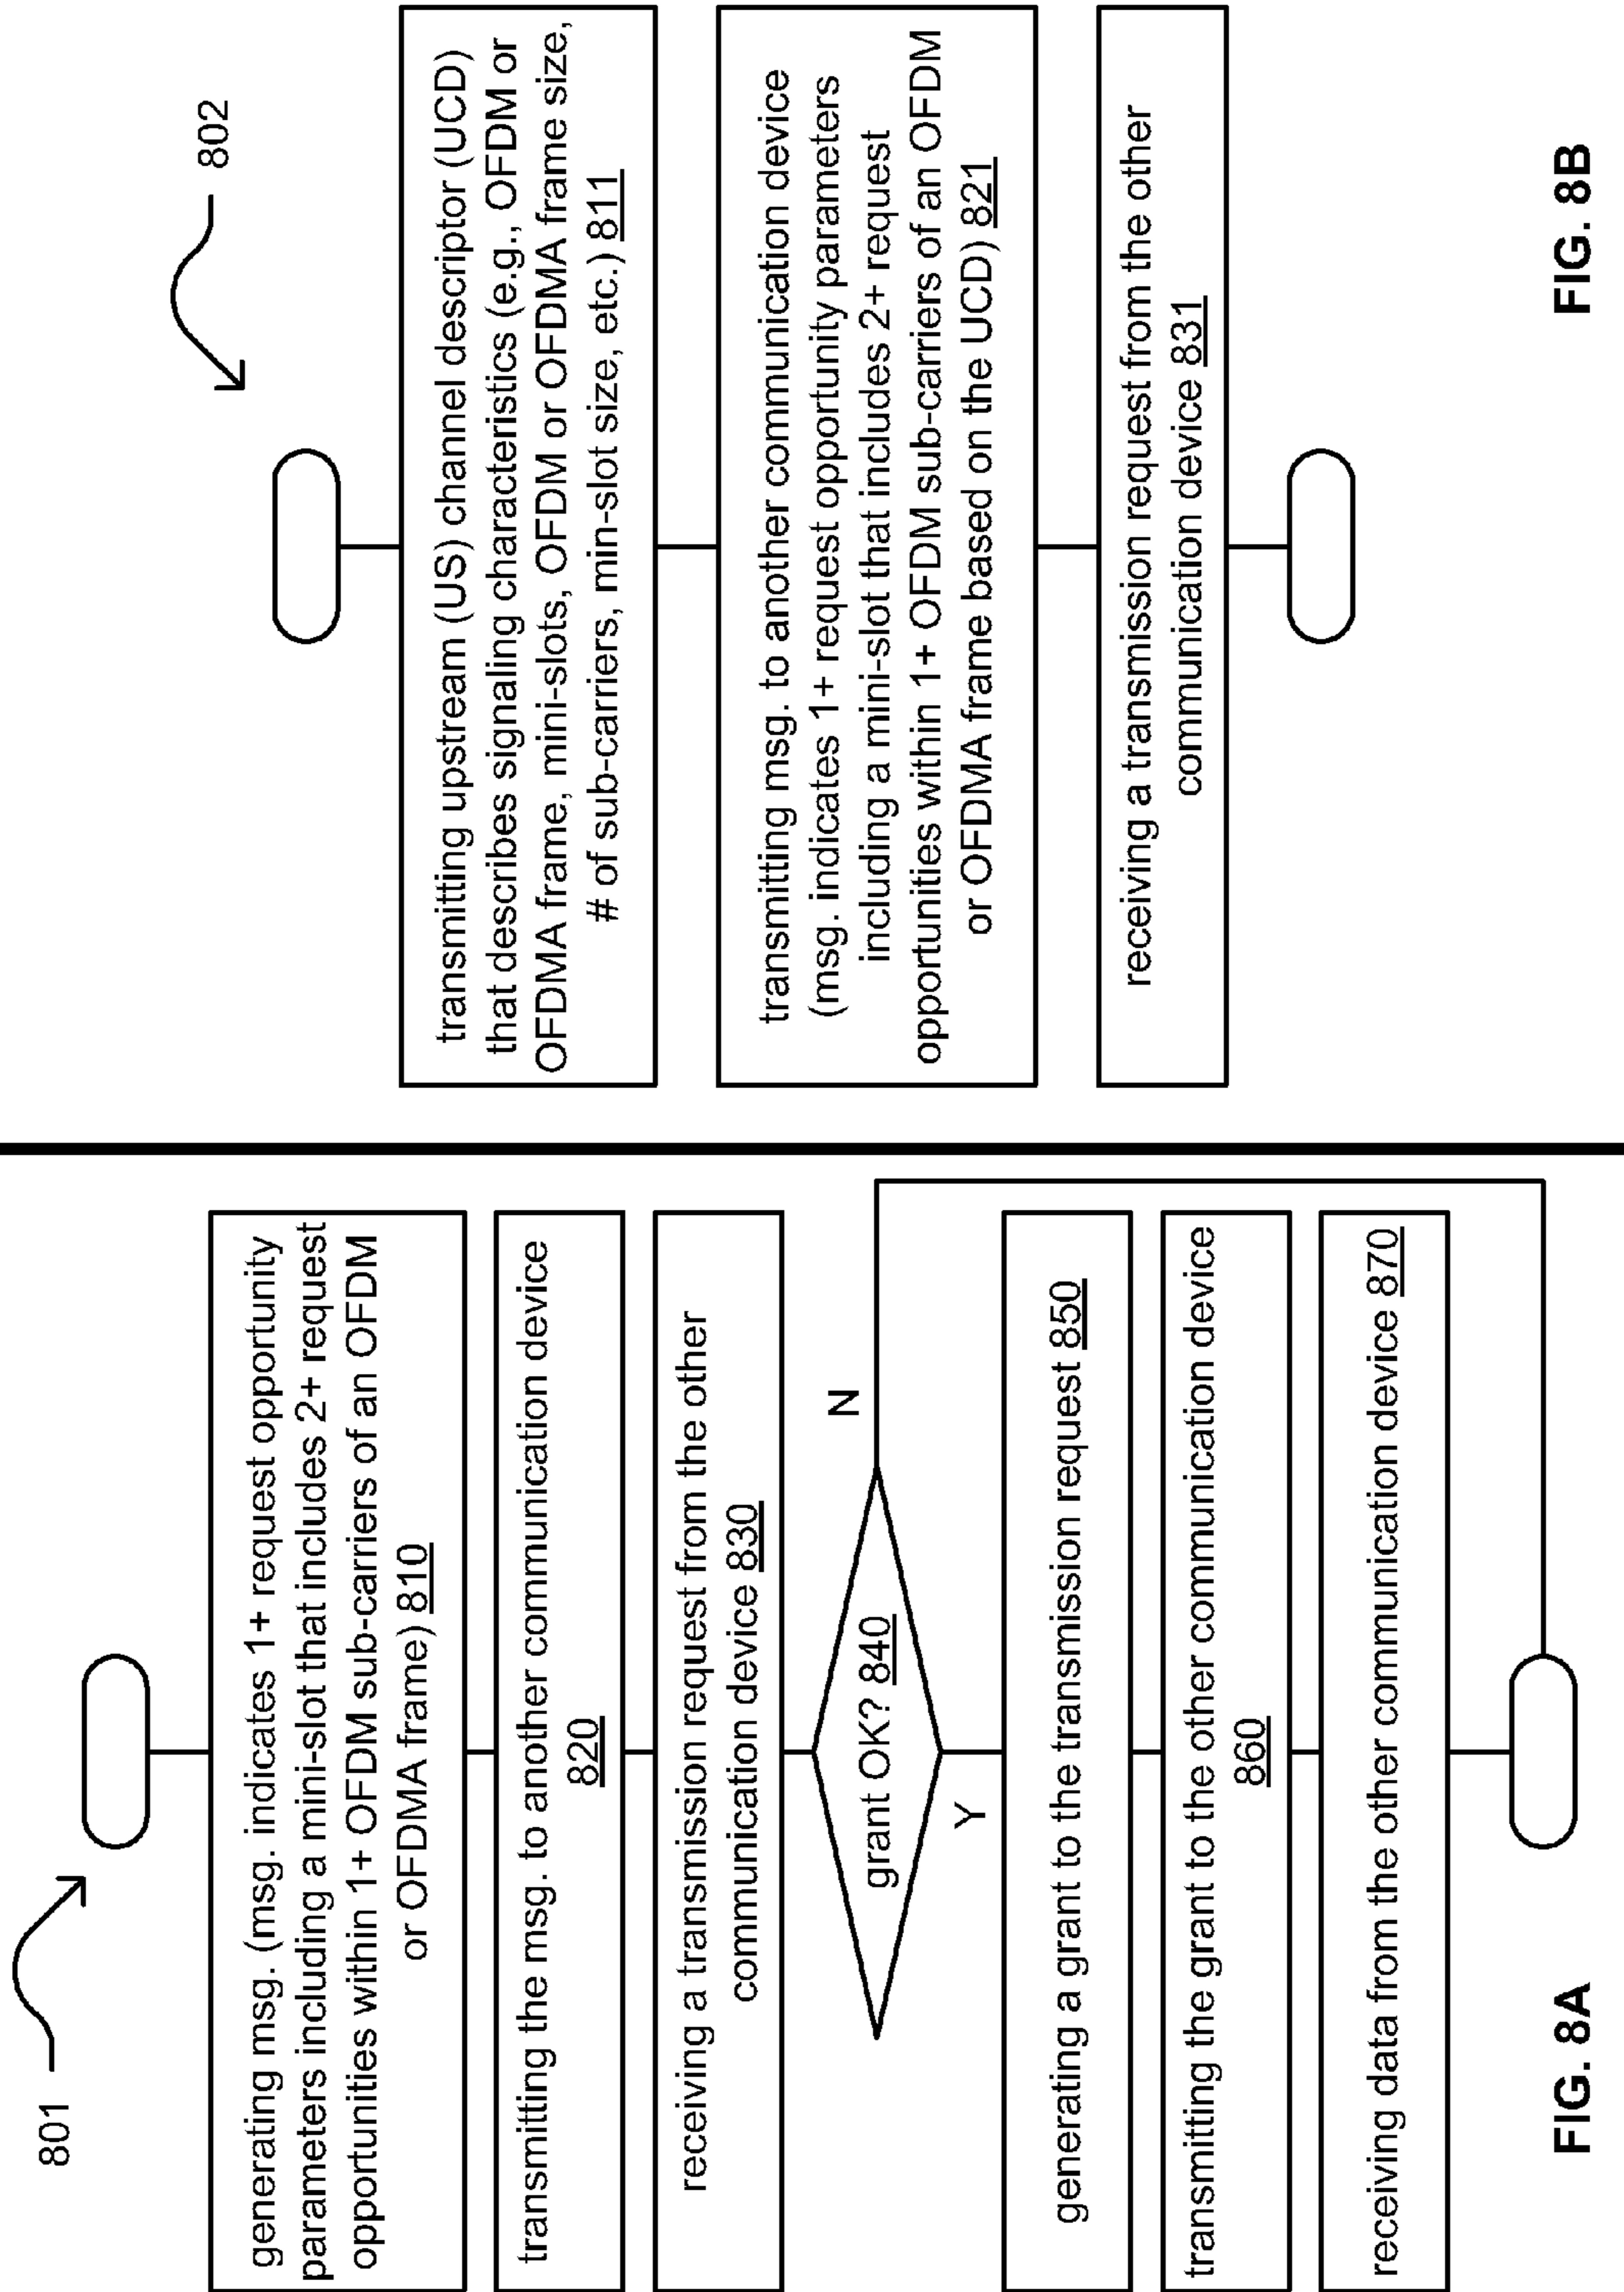 801
generating msg. (msg. indicates 1+ request opportunity
parameters including a mini-slot that includes 2+ request
opportunities within 1+ OFDM sub-carriers of an OFDM
or OFDMA frame) 810
transmitting the msg. to another communication device
820
receiving a transmission request from the other
communication device 830
grant OK? 840
N
Y
generating a grant to the transmission request 850
transmitting the grant to the other communication device
860
receiving data from the other communication device 870
FIG. 8A
802
transmitting upstream (US) channel descriptor (UCD)
that describes signaling characteristics (e.g., OFDM or
OFDMA frame, mini-slots, OFDM or OFDMA frame size,
# of sub-carriers, min-slot size, etc.) 811
transmitting msg. to another communication device
(msg. indicates 1+ request opportunity parameters
including a mini-slot that includes 2+ request
opportunities within 1+ OFDM sub-carriers of an OFDM
or OFDMA frame based on the UCD) 821
receiving a transmission request from the other
communication device 831
FIG. 8B